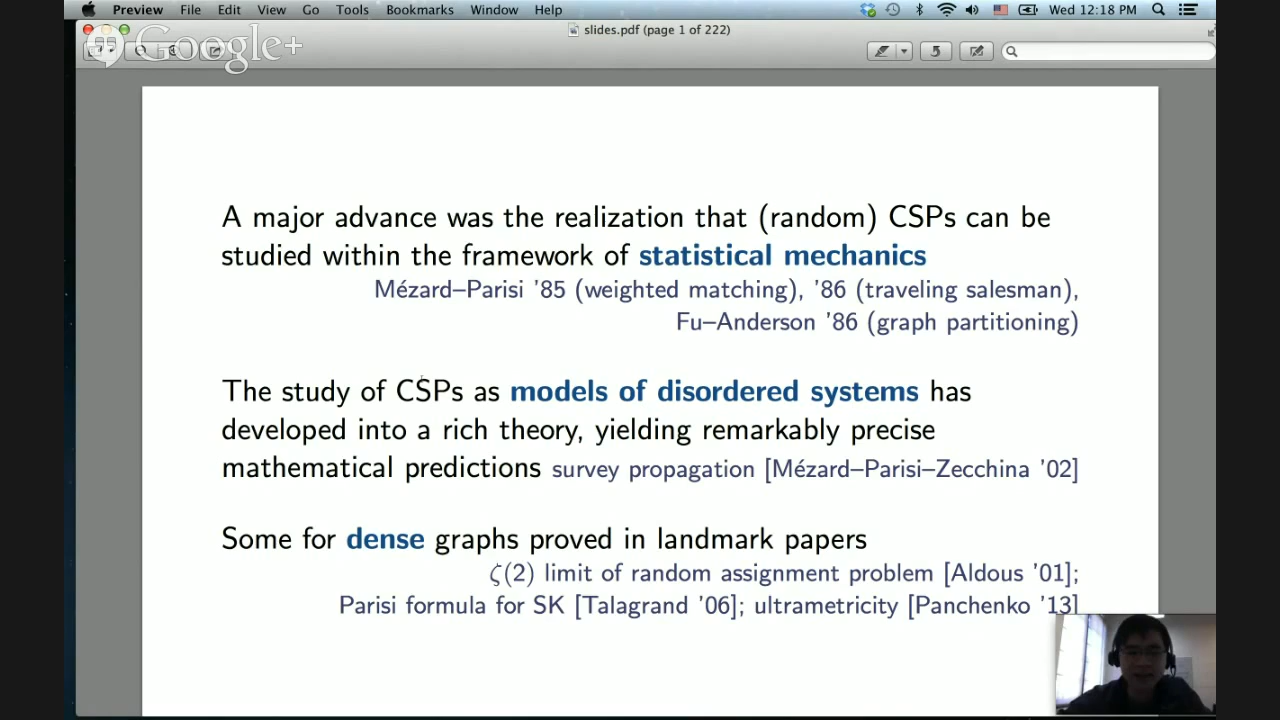 Preview File Edit View Go Tools Bookmarks Window Help Wed 12:18 PM
slides.pdf (page 1 of 222)
Google+
A major advance was the realization that (random) CSPs can be
studied within the framework of statistical mechanics
Mézard–Parisi '85 (weighted matching), '86 (traveling salesman),
Fu–Anderson '86 (graph partitioning)
The study of CSPs as models of disordered systems has
developed into a rich theory, yielding remarkably precise
mathematical predictions survey propagation [Mézard–Parisi–Zecchina '02]
Some for dense graphs proved in landmark papers
ζ(2) limit of random assignment problem [Aldous '01];
Parisi formula for SK [Talagrand '06]; ultrametricity [Panchenko '13]